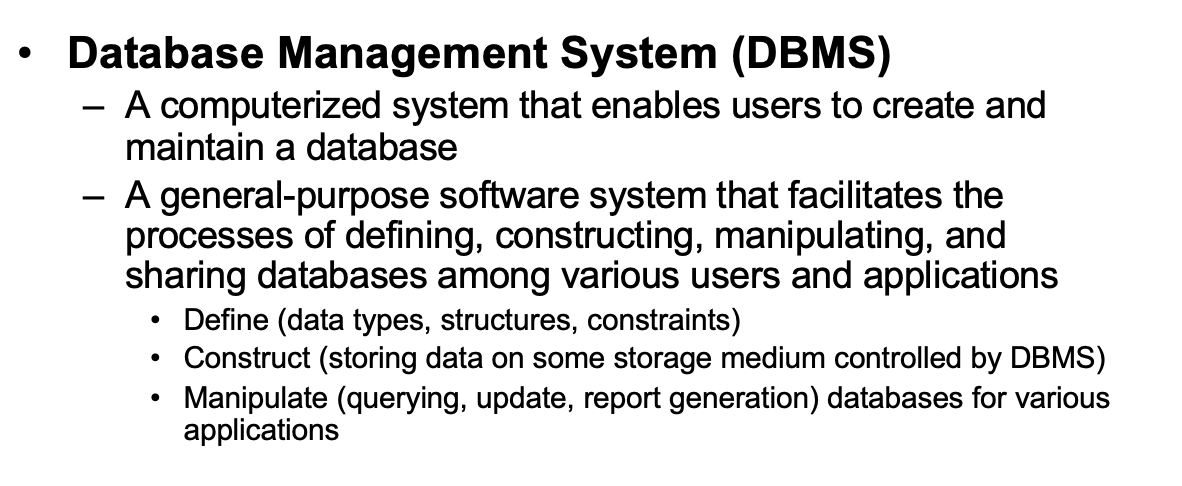 • Database Management System (DBMS)
– A computerized system that enables users to create and
maintain a database
– A general-purpose software system that facilitates the
processes of defining, constructing, manipulating, and
sharing databases among various users and applications
• Define (data types, structures, constraints)
• Construct (storing data on some storage medium controlled by DBMS)
• Manipulate (querying, update, report generation) databases for various
applications